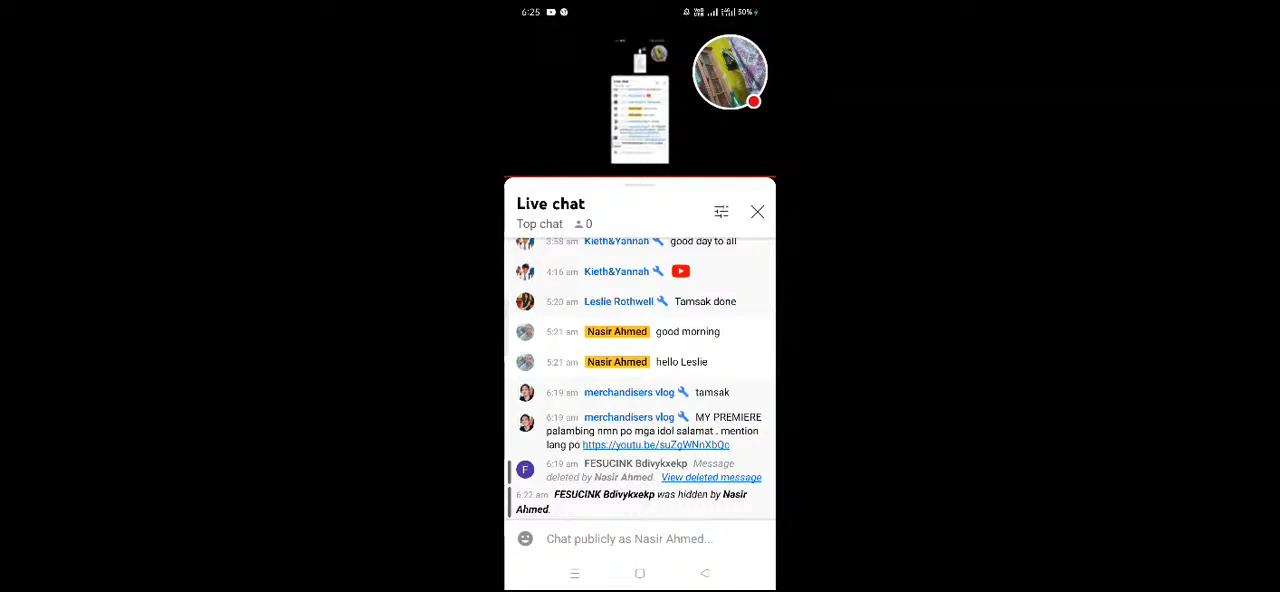 6:25 50%
Live chat
Top chat 0
3:58 am Kieth&Yannah good day to all
4:16 am Kieth&Yannah
5:20 am Leslie Rothwell Tamsak done
5:21 am Nasir Ahmed good morning
5:21 am Nasir Ahmed hello Leslie
6:19 am merchandisers vlog tamsak
6:19 am merchandisers vlog MY PREMIERE
palambing nmn po mga idol salamat . mention
lang po https://youtu.be/suZgWNnXbQc
F 6:19 am FESUCINK Bdivykxekp Message
deleted by Nasir Ahmed. View deleted message
6:22 am FESUCINK Bdivykxekp was hidden by Nasir
Ahmed.
Chat publicly as Nasir Ahmed...